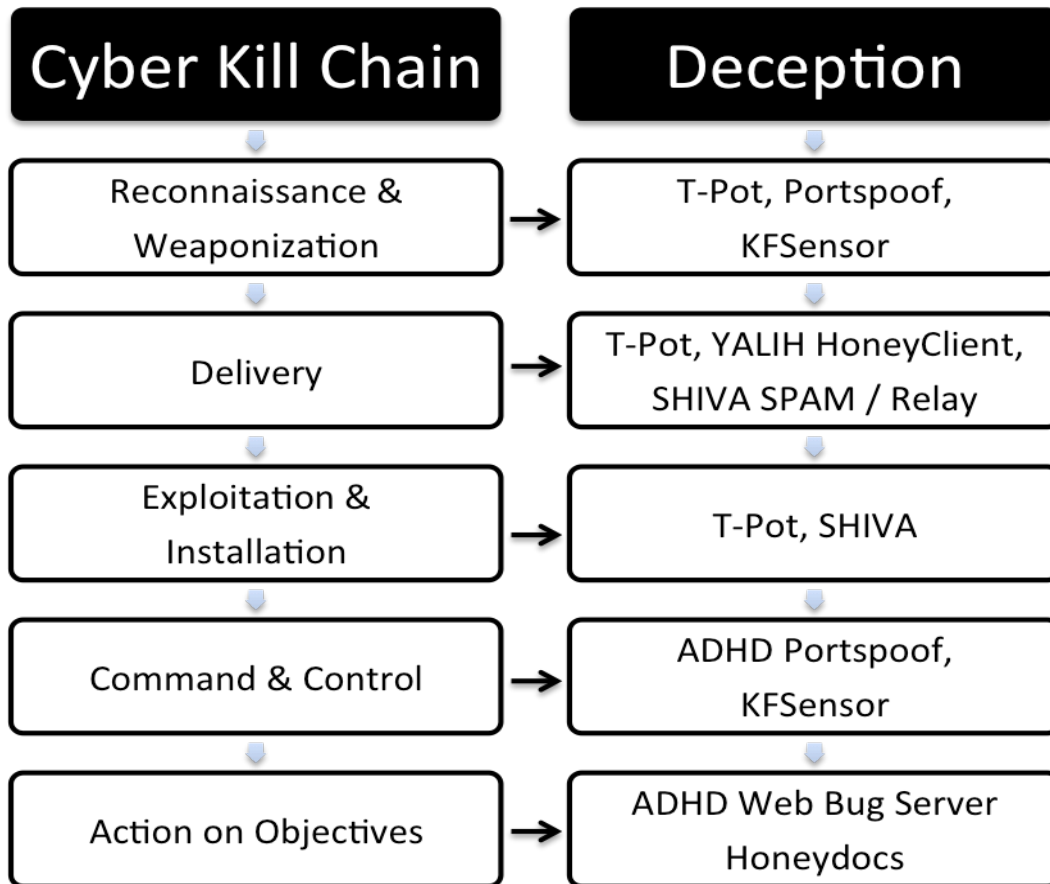 Cyber Kill Chain
Deception
Reconnaissance &
Weaponization
T-Pot, Portspoof,
KFSensor
Delivery
T-Pot, YALIH HoneyClient,
SHIVA SPAM / Relay
Exploitation &
Installation
T-Pot, SHIVA
Command & Control
ADHD Portspoof,
KFSensor
Action on Objectives
ADHD Web Bug Server
Honeydocs